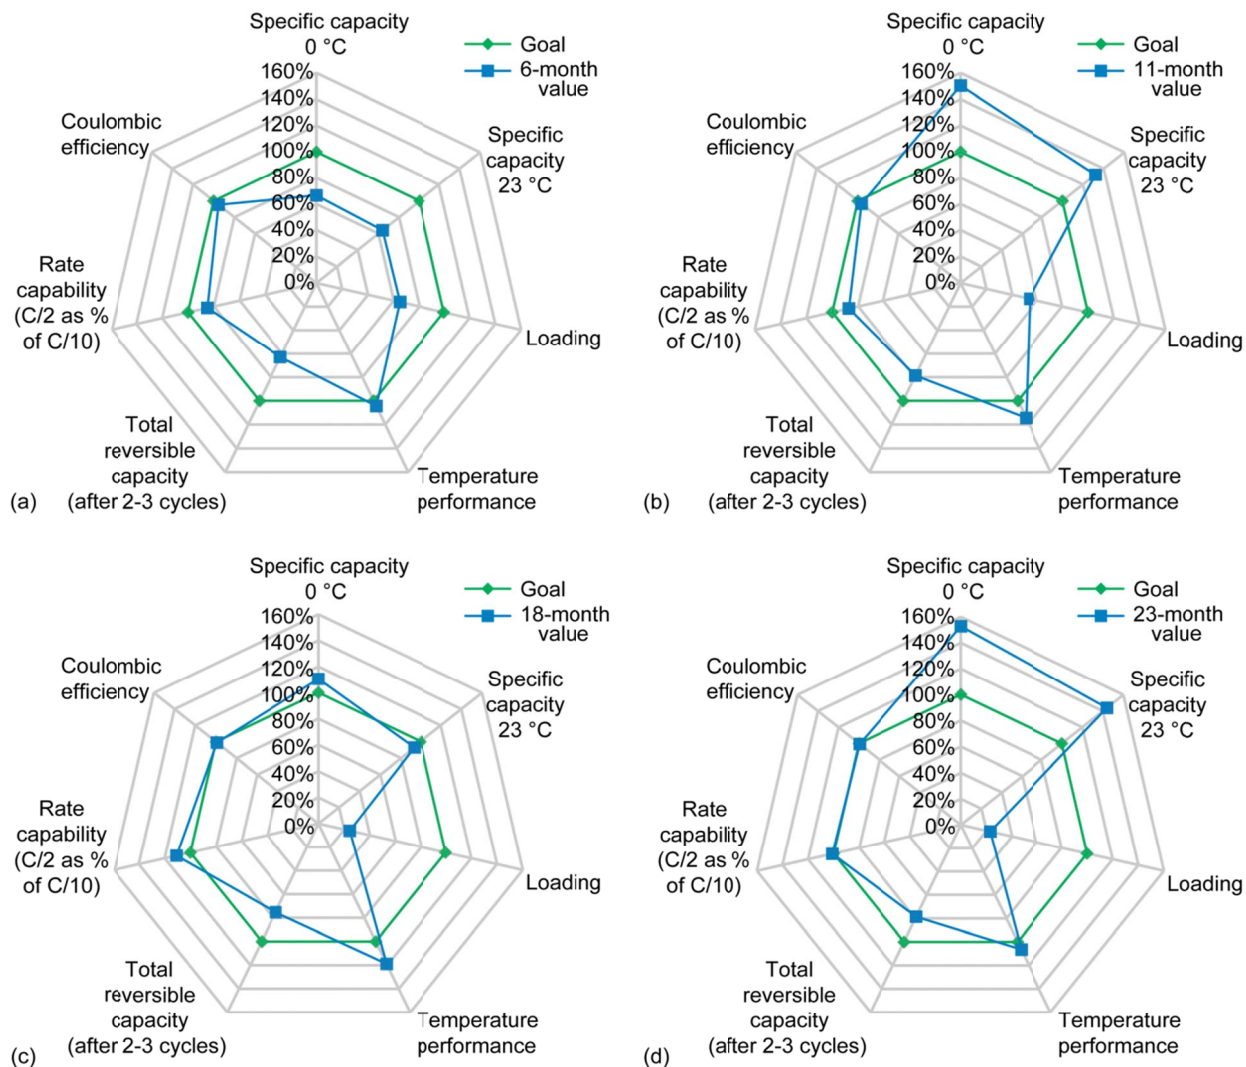 Specific capacity
0 °C
Goal
6-month
value
160%
140%
120%
100%
80%
60%
40%
20%
0%
Coulombic
efficiency
Specific
capacity
23 °C
Rate
capability
(C/2 as %
of C/10)
Loading
Total
reversible
capacity
(after 2-3 cycles)
Temperature
performance
(a)
Specific capacity
0 °C
Goal
11-month
value
160%
140%
120%
100%
80%
60%
40%
20%
0%
Coulombic
efficiency
Specific
capacity
23 °C
Rate
capability
(C/2 as %
of C/10)
Loading
Total
reversible
capacity
(after 2-3 cycles)
Temperature
performance
(b)
Specific capacity
0 °C
Goal
18-month
value
160%
140%
120%
100%
80%
60%
40%
20%
0%
Coulombic
efficiency
Specific
capacity
23 °C
Rate
capability
(C/2 as %
of C/10)
Loading
Total
reversible
capacity
(after 2-3 cycles)
Temperature
performance
(c)
Specific capacity
0 °C
Goal
23-month
value
160%
140%
120%
100%
80%
60%
40%
20%
0%
Coulombic
efficiency
Specific
capacity
23 °C
Rate
capability
(C/2 as %
of C/10)
Loading
Total
reversible
capacity
(after 2-3 cycles)
Temperature
performance
(d)